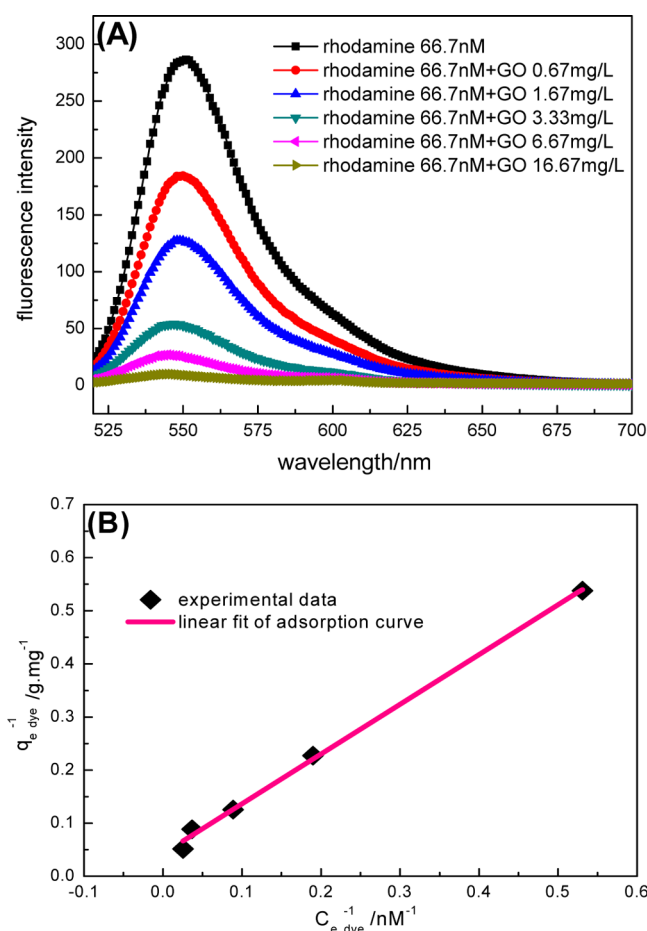 (A)
rhodamine 66.7nM
rhodamine 66.7nM+GO 0.67mg/L
rhodamine 66.7nM+GO 1.67mg/L
rhodamine 66.7nM+GO 3.33mg/L
rhodamine 66.7nM+GO 6.67mg/L
rhodamine 66.7nM+GO 16.67mg/L
fluorescence intensity
300
250
200
150
100
50
0
525 550 575 600 625 650 675 700
wavelength/nm
(B)
experimental data
linear fit of adsorption curve
q_e dye^-1 /g.mg^-1
0.7
0.6
0.5
0.4
0.3
0.2
0.1
0.0
-0.1 0.0 0.1 0.2 0.3 0.4 0.5 0.6
C_e dye^-1 /nM^-1